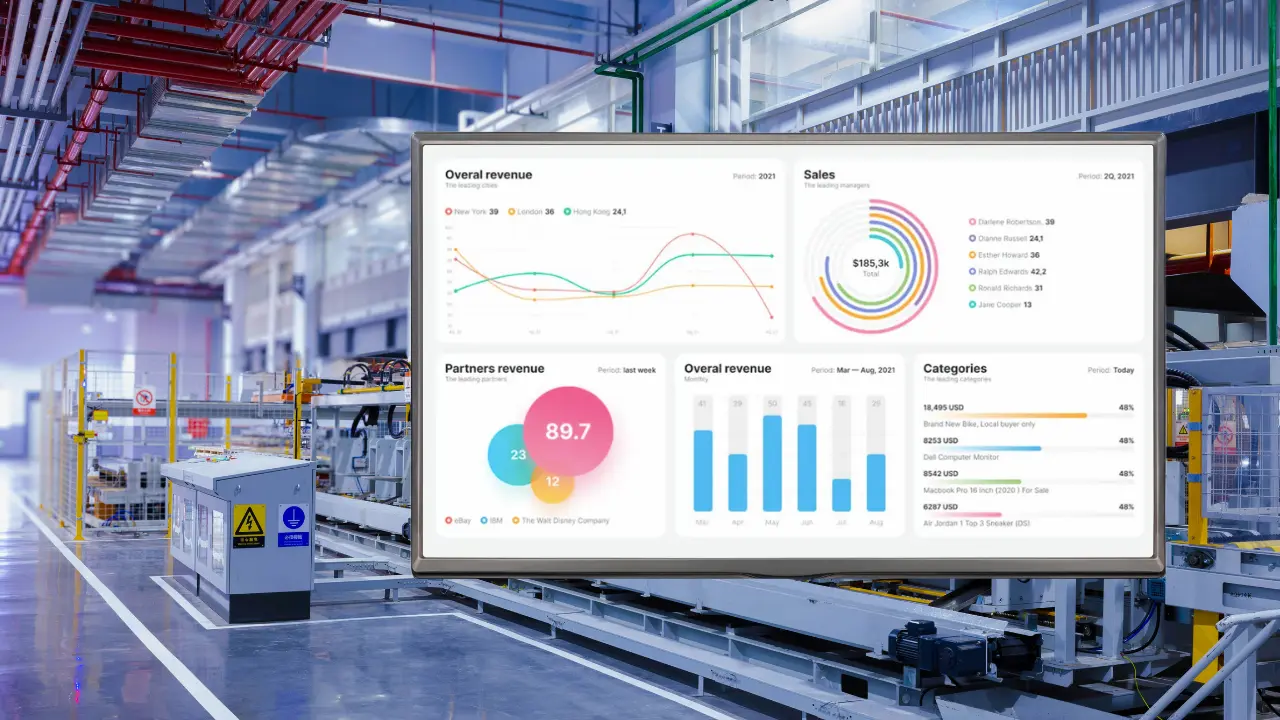 Overal revenue
The leading cities
Period: 2021
New York 39 London 36 Hong Kong 24,1
Sales
The leading managers
Period: 2Q, 2021
$185,3k
Total
Darlene Robertson, 39
Dianne Russell 24,1
Esther Howard 36
Ralph Edwards 42,2
Ronald Richards 31
Jane Cooper 13
Partners revenue
The leading partners
Period: last week
89.7
23
12
eBay IBM The Walt Disney Company
Overal revenue
Monthly
Period: Mar — Aug, 2021
39 50 45 18
Mar Apr May Jun Jul Aug
Categories
The leading categories
Period: Today
18,495 USD 48%
Brand New Bike, Local buyer only
8253 USD 48%
Dell Computer Monitor
8542 USD 48%
Macbook Pro 16 Inch (2020 ) For Sale
6287 USD 48%
Air Jordan 1 Top 3 Sneaker (DS)